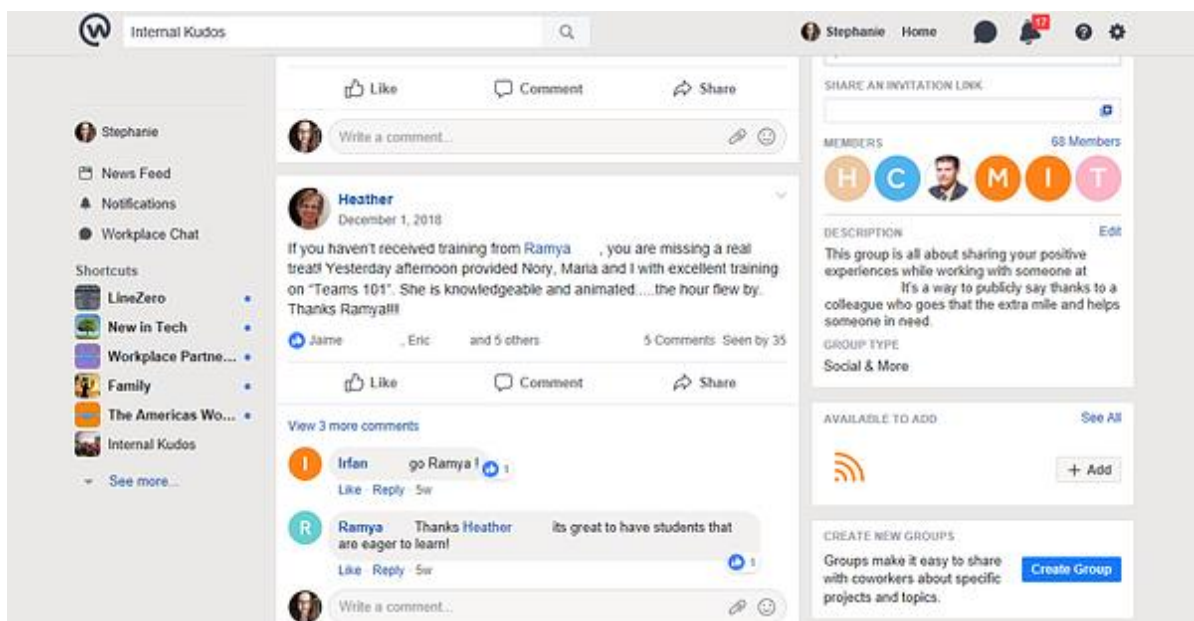 Internal Kudos
Stephanie Home 17
Stephanie
News Feed
Notifications
Workplace Chat
Shortcuts
LineZero
New in Tech
Workplace Partne...
Family
The Americas Wo...
Internal Kudos
See more...
Like Comment Share
Write a comment...
Heather
December 1, 2018
If you haven't received training from Ramya , you are missing a real
treat! Yesterday afternoon provided Nory, Maria and I with excellent training
on "Teams 101". She is knowledgeable and animated.....the hour flew by.
Thanks Ramya!!!!
Jaime , Eric and 5 others 5 Comments Seen by 35
Like Comment Share
View 3 more comments
I
Irfan go Ramya ! 1
Like · Reply · 5w
R
Ramya Thanks Heather its great to have students that
are eager to learn!
1
Like · Reply · 5w
Write a comment...
SHARE AN INVITATION LINK
MEMBERS 68 Members
H C M I T
DESCRIPTION Edit
This group is all about sharing your positive
experiences while working with someone at
It's a way to publicly say thanks to a
colleague who goes that the extra mile and helps
someone in need.
GROUP TYPE
Social & More
AVAILABLE TO ADD See All
+ Add
CREATE NEW GROUPS
Groups make it easy to share
with coworkers about specific
projects and topics.
Create Group